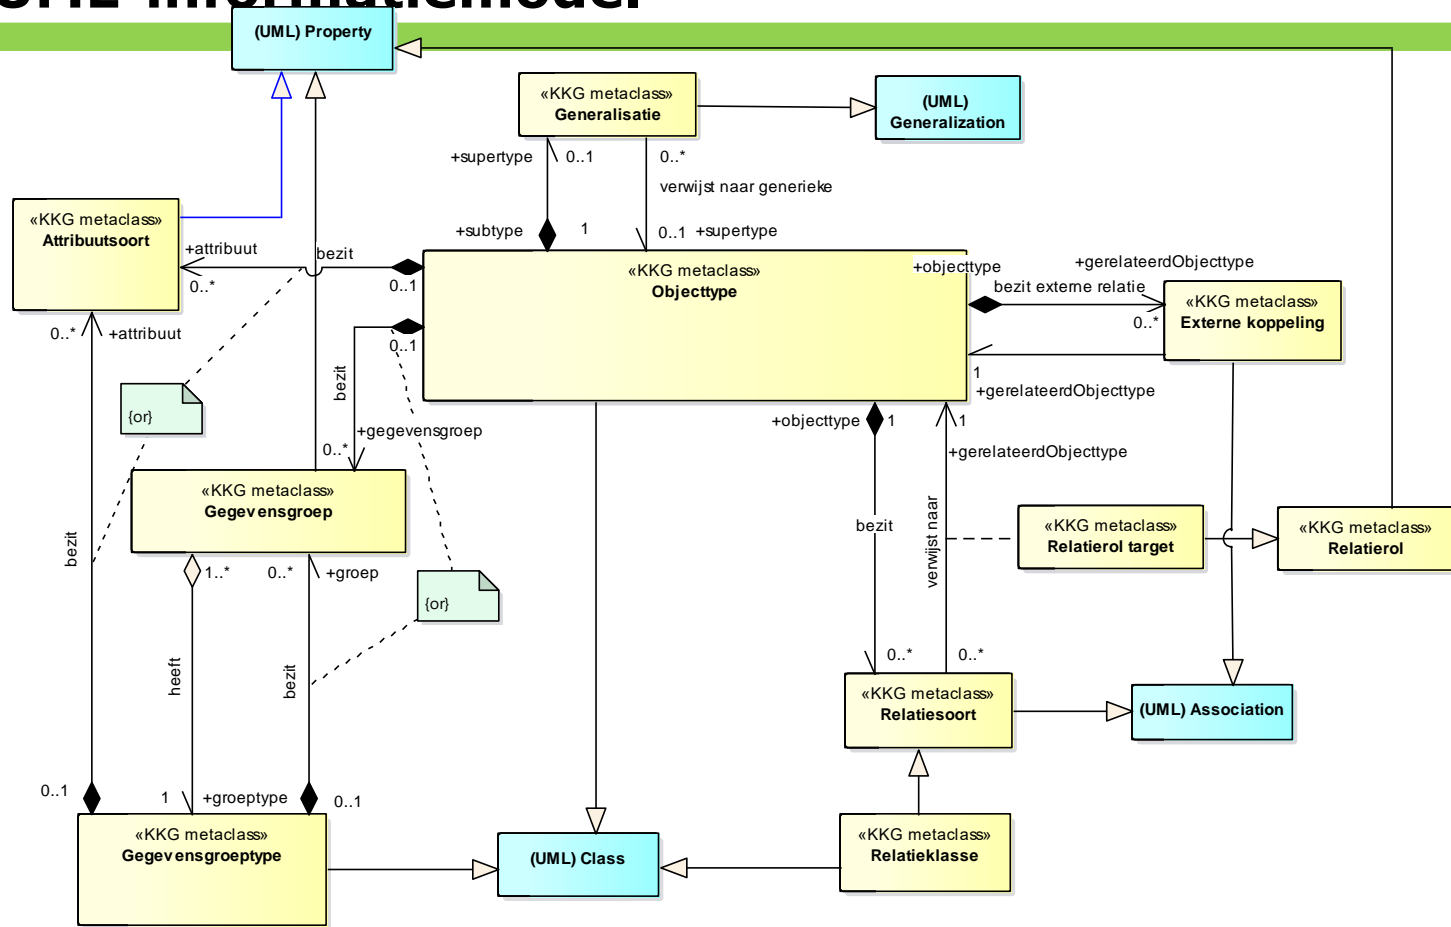 UML-informatiemodel
(UML) Property
«KKG metaclass»
Generalisatie
(UML)
Generalization
+supertype
0..1
0..*
verwijst naar generieke
+subtype
1
0..1
+supertype
«KKG metaclass»
Attribuutsoort
+attribuut
0..*
bezit
0..1
«KKG metaclass»
Objecttype
+objecttype
+gerelateerdObjecttype
bezit externe relatie
0..*
«KKG metaclass»
Externe koppeling
1
+gerelateerdObjecttype
0..*
+attribuut
0..1
bezit
+gegevensgroep
0..*
{or}
+objecttype
1
1
+gerelateerdObjecttype
«KKG metaclass»
Gegevensgroep
bezit
bezit
verwijst naar
«KKG metaclass»
Relatierol target
«KKG metaclass»
Relatierol
1..*
0..*
+groep
{or}
heeft
bezit
0..*
0..*
«KKG metaclass»
Relatiesoort
(UML) Association
0..1
1
+groeptype
0..1
«KKG metaclass»
Gegevensgroeptype
(UML) Class
«KKG metaclass»
Relatieklasse